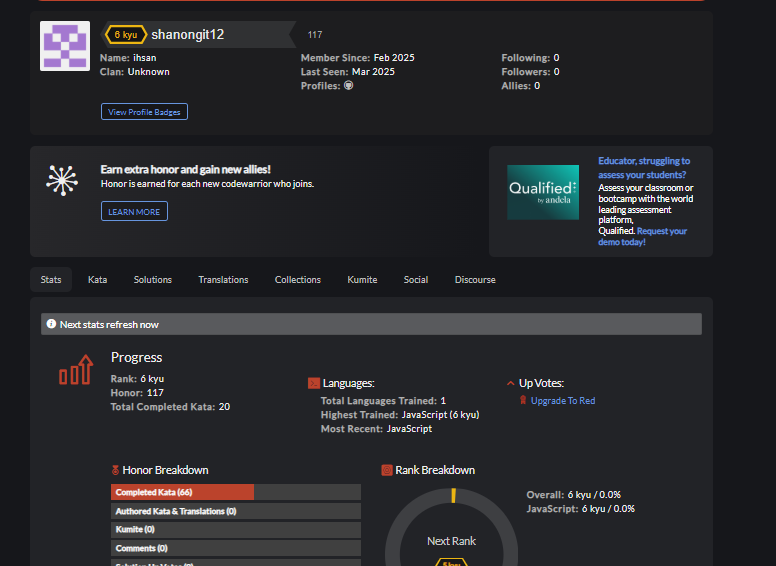 6 kyu shanongit12 117
Name: ihsan
Clan: Unknown
Member Since: Feb 2025
Last Seen: Mar 2025
Profiles:
Following: 0
Followers: 0
Allies: 0
View Profile Badges
Earn extra honor and gain new allies!
Honor is earned for each new codewarrior who joins.
LEARN MORE
Qualified
by andela
Educator, struggling to
assess your students?
Assess your classroom or
bootcamp with the world
leading assessment
platform,
Qualified. Request your
demo today!
Stats Kata Solutions Translations Collections Kumite Social Discourse
Next stats refresh now
Progress
Rank: 6 kyu
Honor: 117
Total Completed Kata: 20
Languages:
Total Languages Trained: 1
Highest Trained: JavaScript (6 kyu)
Most Recent: JavaScript
Up Votes:
Upgrade To Red
Honor Breakdown
Completed Kata (66)
Authored Kata & Translations (0)
Kumite (0)
Comments (0)
Rank Breakdown
Next Rank
Overall: 6 kyu / 0.0%
JavaScript: 6 kyu / 0.0%